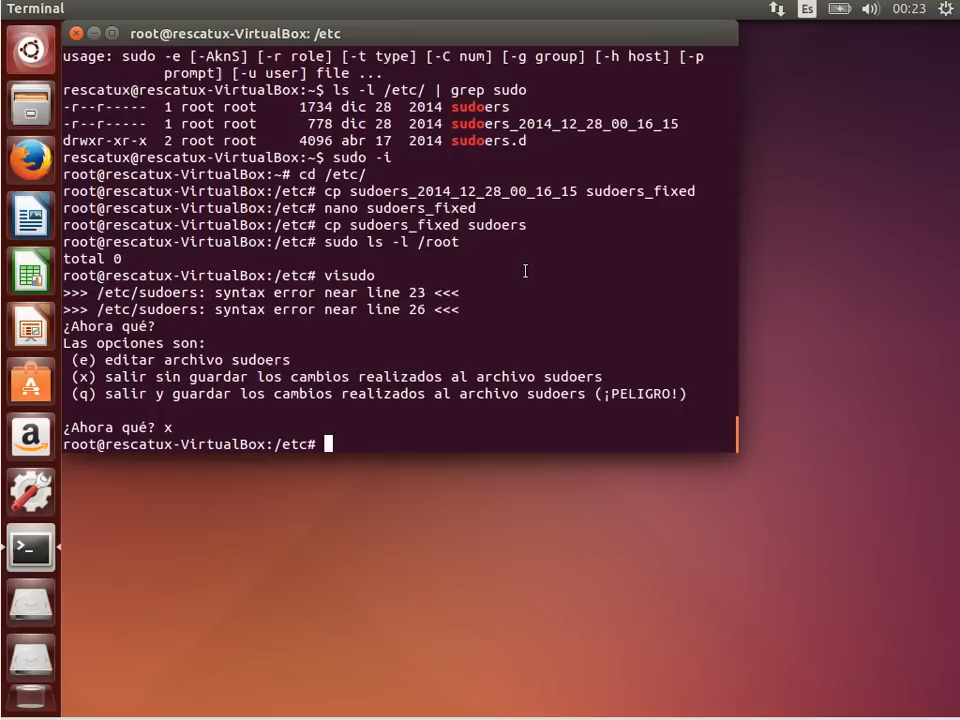 Terminal
Es
00:23
root@rescatux-VirtualBox: /etc
usage: sudo -e [-AknS] [-r role] [-t type] [-C num] [-g group] [-h host] [-p
prompt] [-u user] file ...
rescatux@rescatux-VirtualBox:~$ ls -l /etc/ | grep sudo
-r--r----- 1 root root 1734 dic 28 2014 sudoers
-r--r----- 1 root root 778 dic 28 2014 sudoers_2014_12_28_00_16_15
drwxr-xr-x 2 root root 4096 abr 17 2014 sudoers.d
rescatux@rescatux-VirtualBox:~$ sudo -i
root@rescatux-VirtualBox:~# cd /etc/
root@rescatux-VirtualBox:/etc# cp sudoers_2014_12_28_00_16_15 sudoers_fixed
root@rescatux-VirtualBox:/etc# nano sudoers_fixed
root@rescatux-VirtualBox:/etc# cp sudoers_fixed sudoers
root@rescatux-VirtualBox:/etc# sudo ls -l /root
total 0
root@rescatux-VirtualBox:/etc# visudo
>>> /etc/sudoers: syntax error near line 23 <<<
>>> /etc/sudoers: syntax error near line 26 <<<
¿Ahora qué?
Las opciones son:
(e) editar archivo sudoers
(x) salir sin guardar los cambios realizados al archivo sudoers
(q) salir y guardar los cambios realizados al archivo sudoers (¡PELIGRO!)
¿Ahora qué? x
root@rescatux-VirtualBox:/etc#